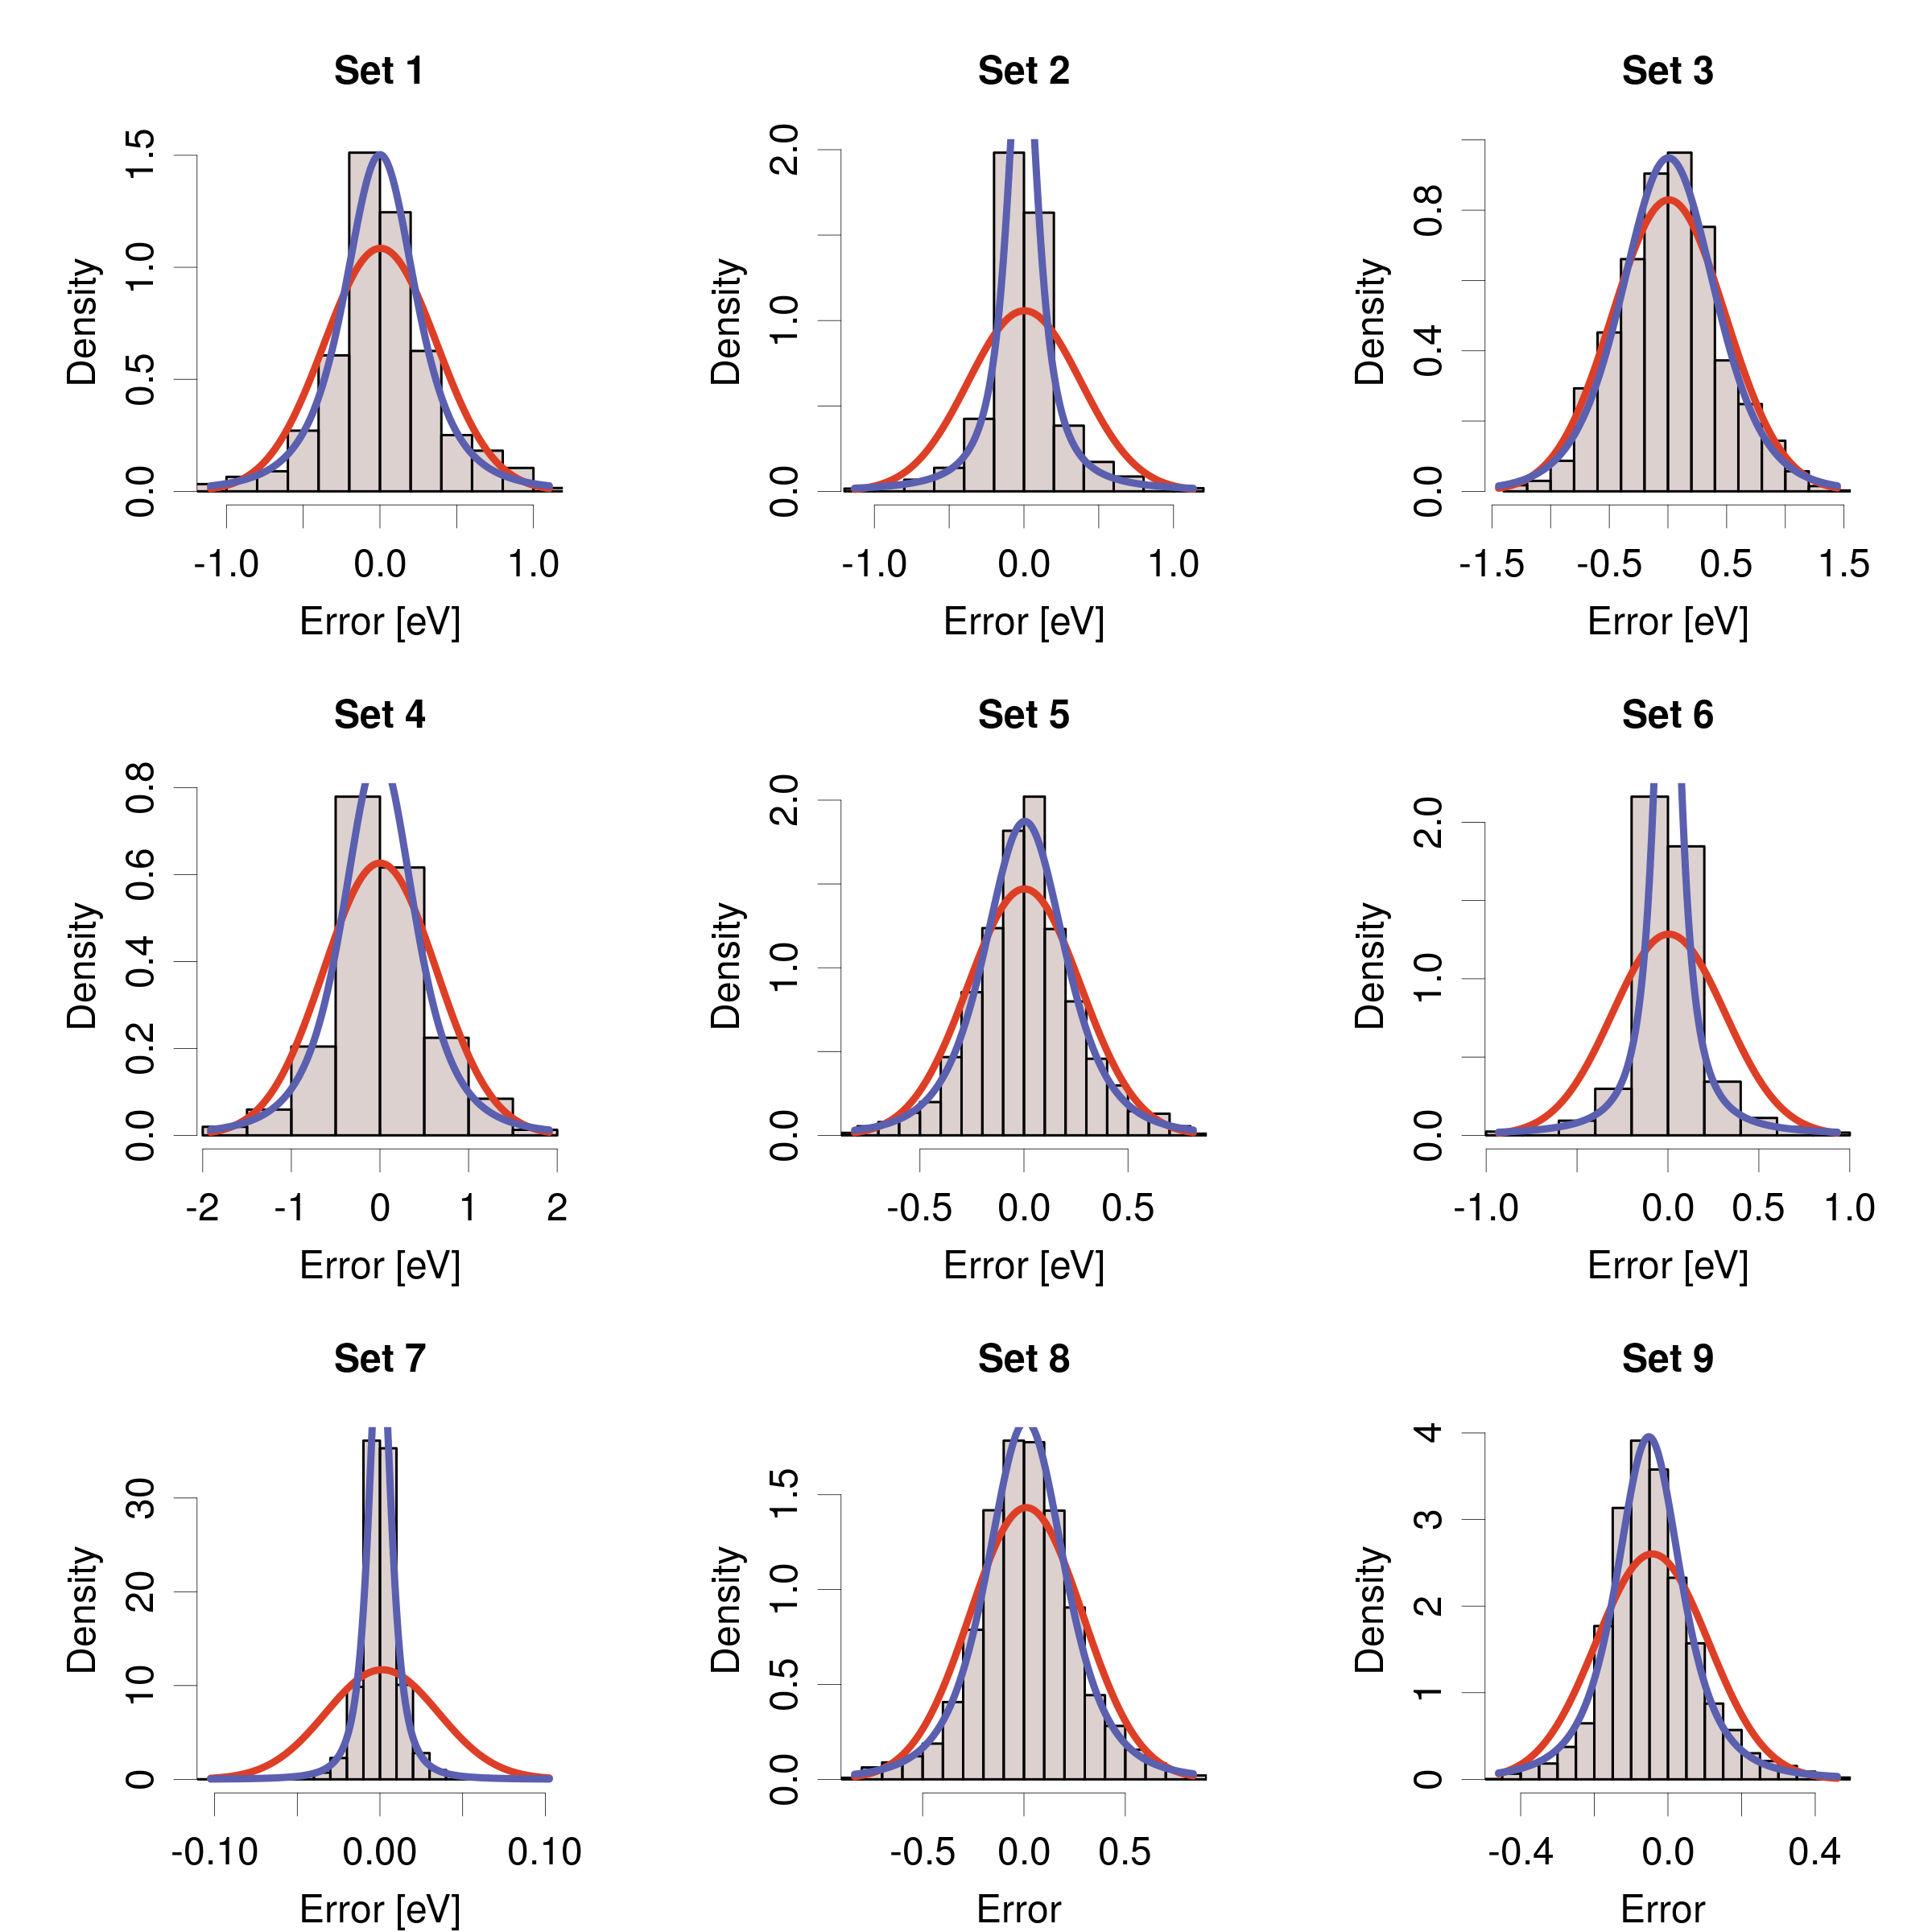 Set 1
Density
0.0 0.5 1.0 1.5
-1.0 0.0 1.0
Error [eV]
Set 2
Density
0.0 1.0 2.0
-1.0 0.0 1.0
Error [eV]
Set 3
Density
0.0 0.4 0.8
-1.5 -0.5 0.5 1.5
Error [eV]
Set 4
Density
0.0 0.2 0.4 0.6 0.8
-2 -1 0 1 2
Error [eV]
Set 5
Density
0.0 1.0 2.0
-0.5 0.0 0.5
Error [eV]
Set 6
Density
0.0 1.0 2.0
-1.0 0.0 0.5 1.0
Error [eV]
Set 7
Density
0 10 20 30
-0.10 0.00 0.10
Error [eV]
Set 8
Density
0.0 0.5 1.0 1.5
-0.5 0.0 0.5
Error
Set 9
Density
0 1 2 3 4
-0.4 0.0 0.4
Error